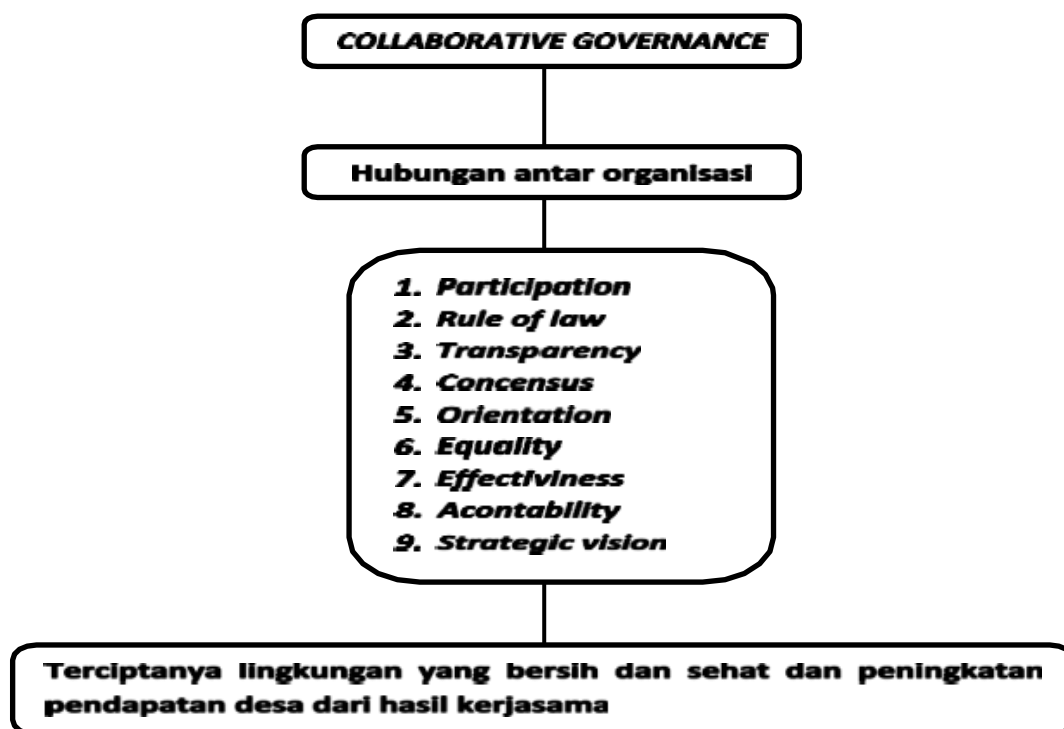 COLLABORATIVE GOVERNANCE
Hubungan antar organisasi
1. Participation
2. Rule of law
3. Transparency
4. Concensus
5. Orientation
6. Equality
7. Effectiviness
8. Acontability
9. Strategic vision
Terciptanya lingkungan yang bersih dan sehat dan peningkatan
pendapatan desa dari hasil kerjasama